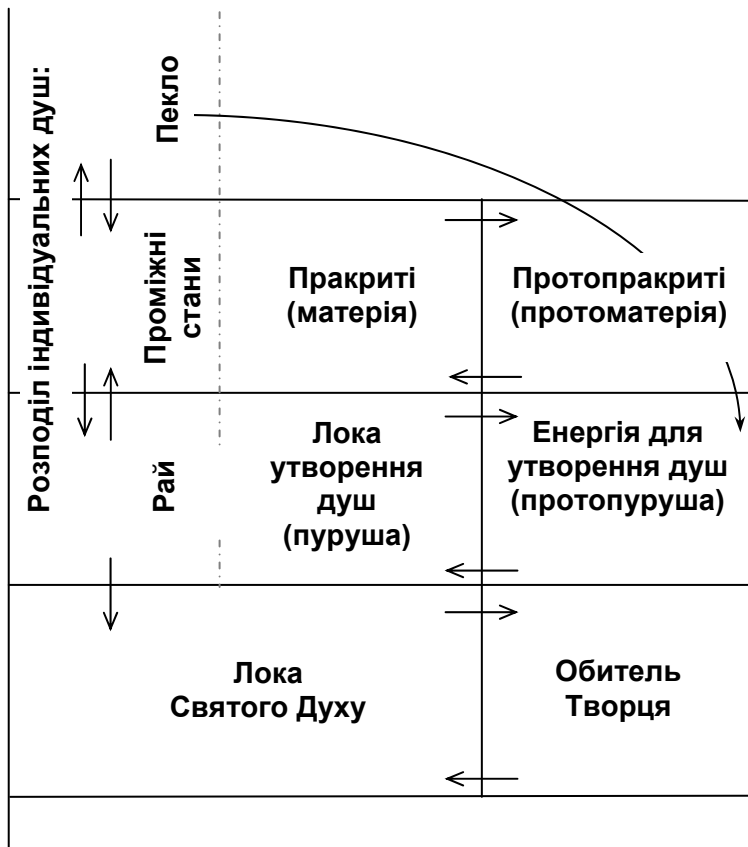 Розподіл індивідуальних душ:
Пекло
Проміжні
стани
Рай
Пракриті
(матерія)
Протопракриті
(протоматерія)
Лока
утворення
душ
(пуруша)
Енергія для
утворення душ
(протопуруша)
Лока
Святого Духу
Обитель
Творця